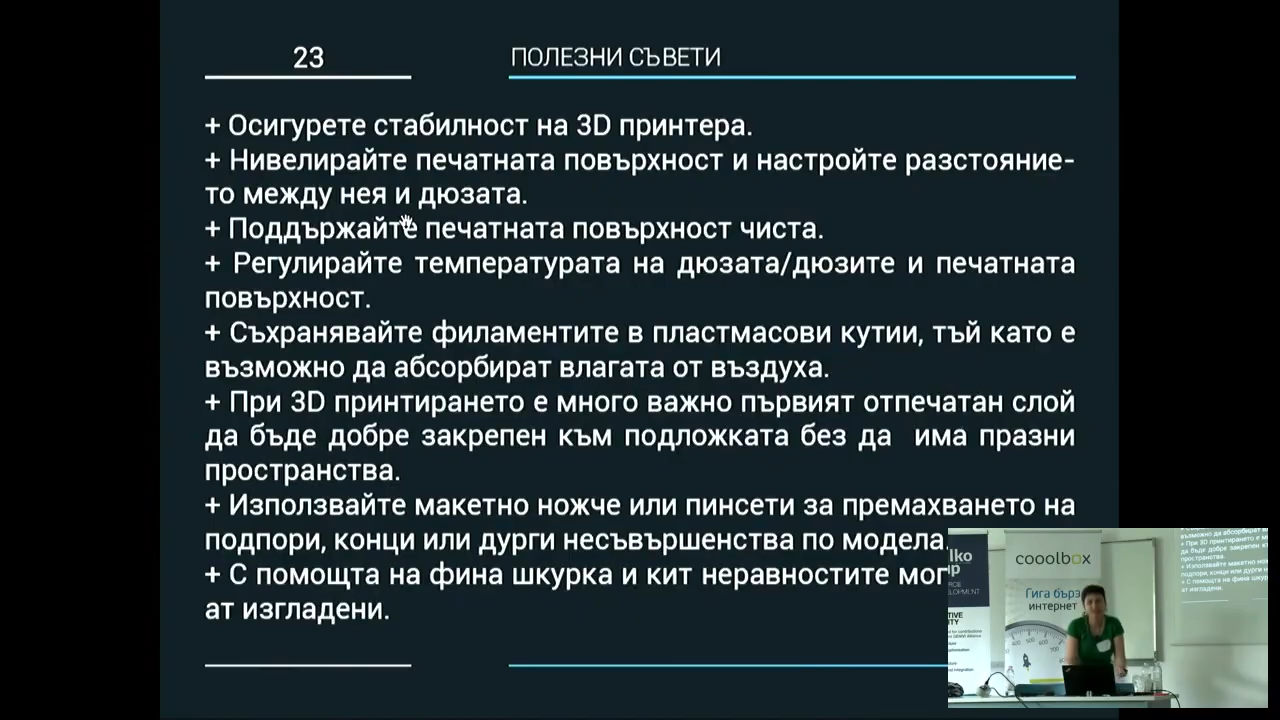 23
ПОЛЕЗНИ СЪВЕТИ
+ Осигурете стабилност на 3D принтера.
+ Нивелирайте печатната повърхност и настройте разстояние-
то между нея и дюзата.
+ Поддържайте печатната повърхност чиста.
+ Регулирайте температурата на дюзата/дюзите и печатната
повърхност.
+ Съхранявайте филаментите в пластмасови кутии, тъй като е
възможно да абсорбират влагата от въздуха.
+ При 3D принтирането е много важно първият отпечатан слой
да бъде добре закрепен към подложката без да има празни
пространства.
+ Използвайте макетно ножче или пинсети за премахването на
подпори, конци или дурги несъвършенства по модела.
+ С помощта на фина шкурка и кит неравностите мог
ат изгладени.
cooolbox
Гига бърз
интернет